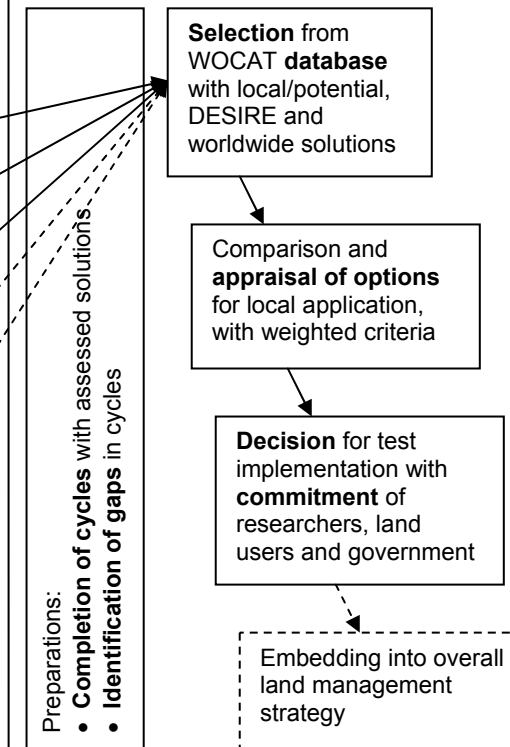 Preparations:
• Completion of cycles with assessed solutions
• Identification of gaps in cycles
Selection from
WOCAT database
with local/potential,
DESIRE and
worldwide solutions
Comparison and
appraisal of options
for local application,
with weighted criteria
Decision for test
implementation with
commitment of
researchers, land
users and government
Embedding into overall
land management
strategy